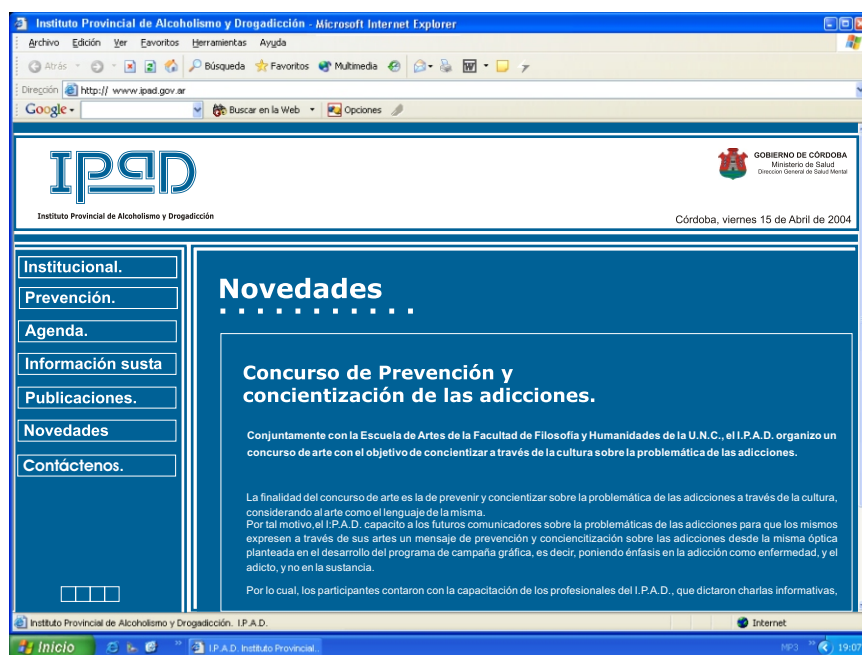 Instituto Provincial de Alcoholismo y Drogadicción - Microsoft Internet Explorer
Archivo Edición Ver Favoritos Herramientas Ayuda
Atrás Búsqueda Favoritos Multimedia
Dirección http:// www.ipad.gov.ar
Google Buscar en la Web Opciones
IPAD
Instituto Provincial de Alcoholismo y Drogadicción
GOBIERNO DE CÓRDOBA
Ministerio de Salud
Direccion General de Salud Mental
Córdoba, viernes 15 de Abril de 2004
Institucional.
Prevención.
Agenda.
Información susta
Publicaciones.
Novedades
Contáctenos.
Novedades
Concurso de Prevención y
concientización de las adicciones.
Conjuntamente con la Escuela de Artes de la Facultad de Filosofía y Humanidades de la U.N.C., el I.P.A.D. organizo un
concurso de arte con el objetivo de concientizar a través de la cultura sobre la problemática de las adicciones.
La finalidad del concurso de arte es la de prevenir y concientizar sobre la problemática de las adicciones a través de la cultura,
considerando al arte como el lenguaje de la misma.
Por tal motivo,el I:P.A.D. capacito a los futuros comunicadores sobre la problemáticas de las adicciones para que los mismos
expresen a través de sus artes un mensaje de prevención y conciencitización sobre las adicciones desde la misma óptica
planteada en el desarrollo del programa de campaña gráfica, es decir, poniendo énfasis en la adicción como enfermedad, y el
adicto, y no en la sustancia.
Por lo cual, los participantes contaron con la capacitación de los profesionales del I.P.A.D., que dictaron charlas informativas,
Instituto Provincial de Alcoholismo y Drogadicción. I.P.A.D. Internet
Inicio I.P.A.D. Instituto Provincial.. MP3 19:07